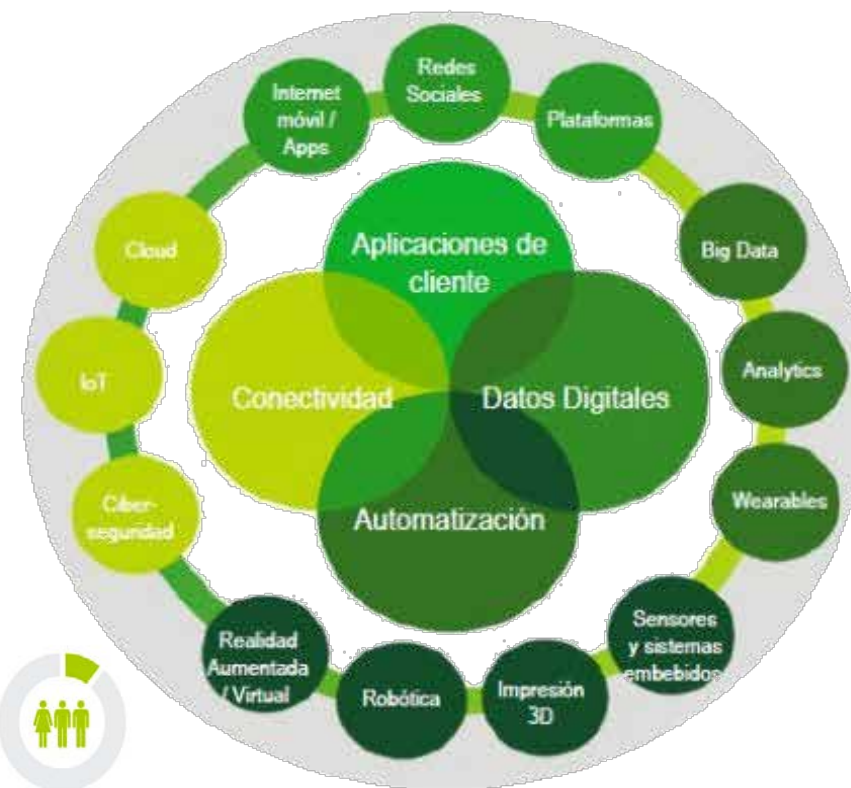 Redes
Sociales
Internet
móvil /
Apps
Plataformas
Cloud
Big Data
Aplicaciones de
cliente
IoT
Analytics
Conectividad
Datos Digitales
Ciber-
seguridad
Wearables
Automatización
Sensores
y sistemas
embebidos
Realidad
Aumentada
/ Virtual
Robótica
Impresión
3D